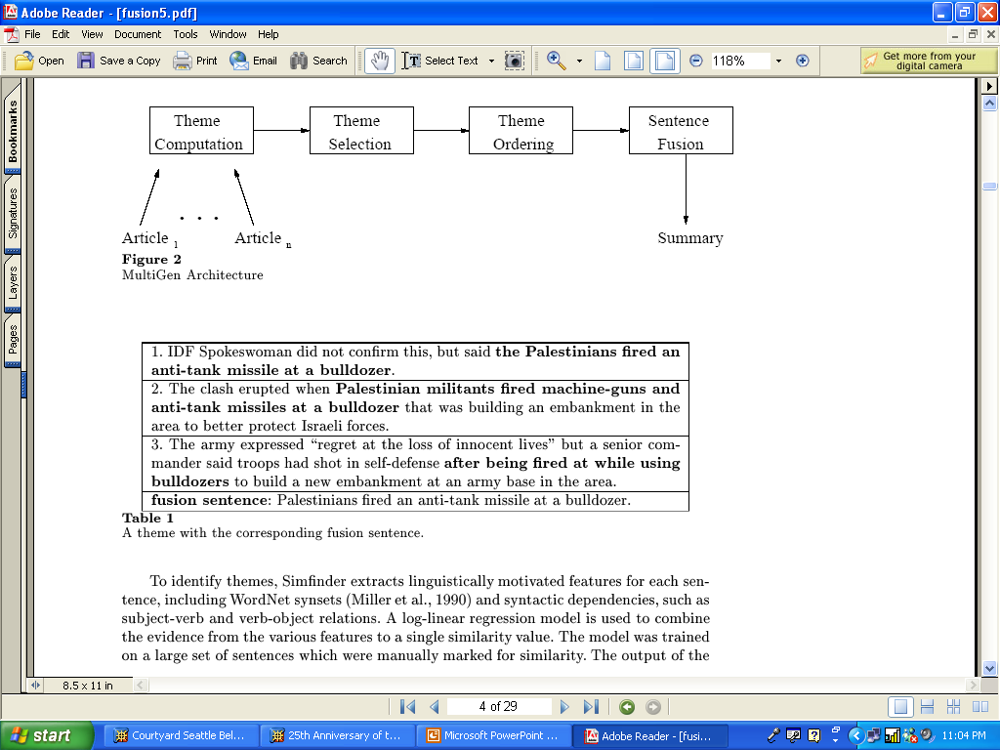 Adobe Reader - [fusion5.pdf]
File Edit View Document Tools Window Help
Open Save a Copy Print Email Search Select Text 118% Get more from your
digital camera
Bookmarks
Signatures
Layers
Pages
Theme Theme Theme Sentence
Computation Selection Ordering Fusion
. . .
Article 1 Article n Summary
Figure 2
MultiGen Architecture
1. IDF Spokeswoman did not confirm this, but said the Palestinians fired an
anti-tank missile at a bulldozer.
2. The clash erupted when Palestinian militants fired machine-guns and
anti-tank missiles at a bulldozer that was building an embankment in the
area to better protect Israeli forces.
3. The army expressed “regret at the loss of innocent lives” but a senior com-
mander said troops had shot in self-defense after being fired at while using
bulldozers to build a new embankment at an army base in the area.
fusion sentence: Palestinians fired an anti-tank missile at a bulldozer.
Table 1
A theme with the corresponding fusion sentence.
To identify themes, Simfinder extracts linguistically motivated features for each sen-
tence, including WordNet synsets (Miller et al., 1990) and syntactic dependencies, such as
subject-verb and verb-object relations. A log-linear regression model is used to combine
the evidence from the various features to a single similarity value. The model was trained
on a large set of sentences which were manually marked for similarity. The output of the
8.5 x 11 in
4 of 29
start Courtyard Seattle Bel... 25th Anniversary of t... Microsoft PowerPoint ... Adobe Reader - [fusi... 11:04 PM